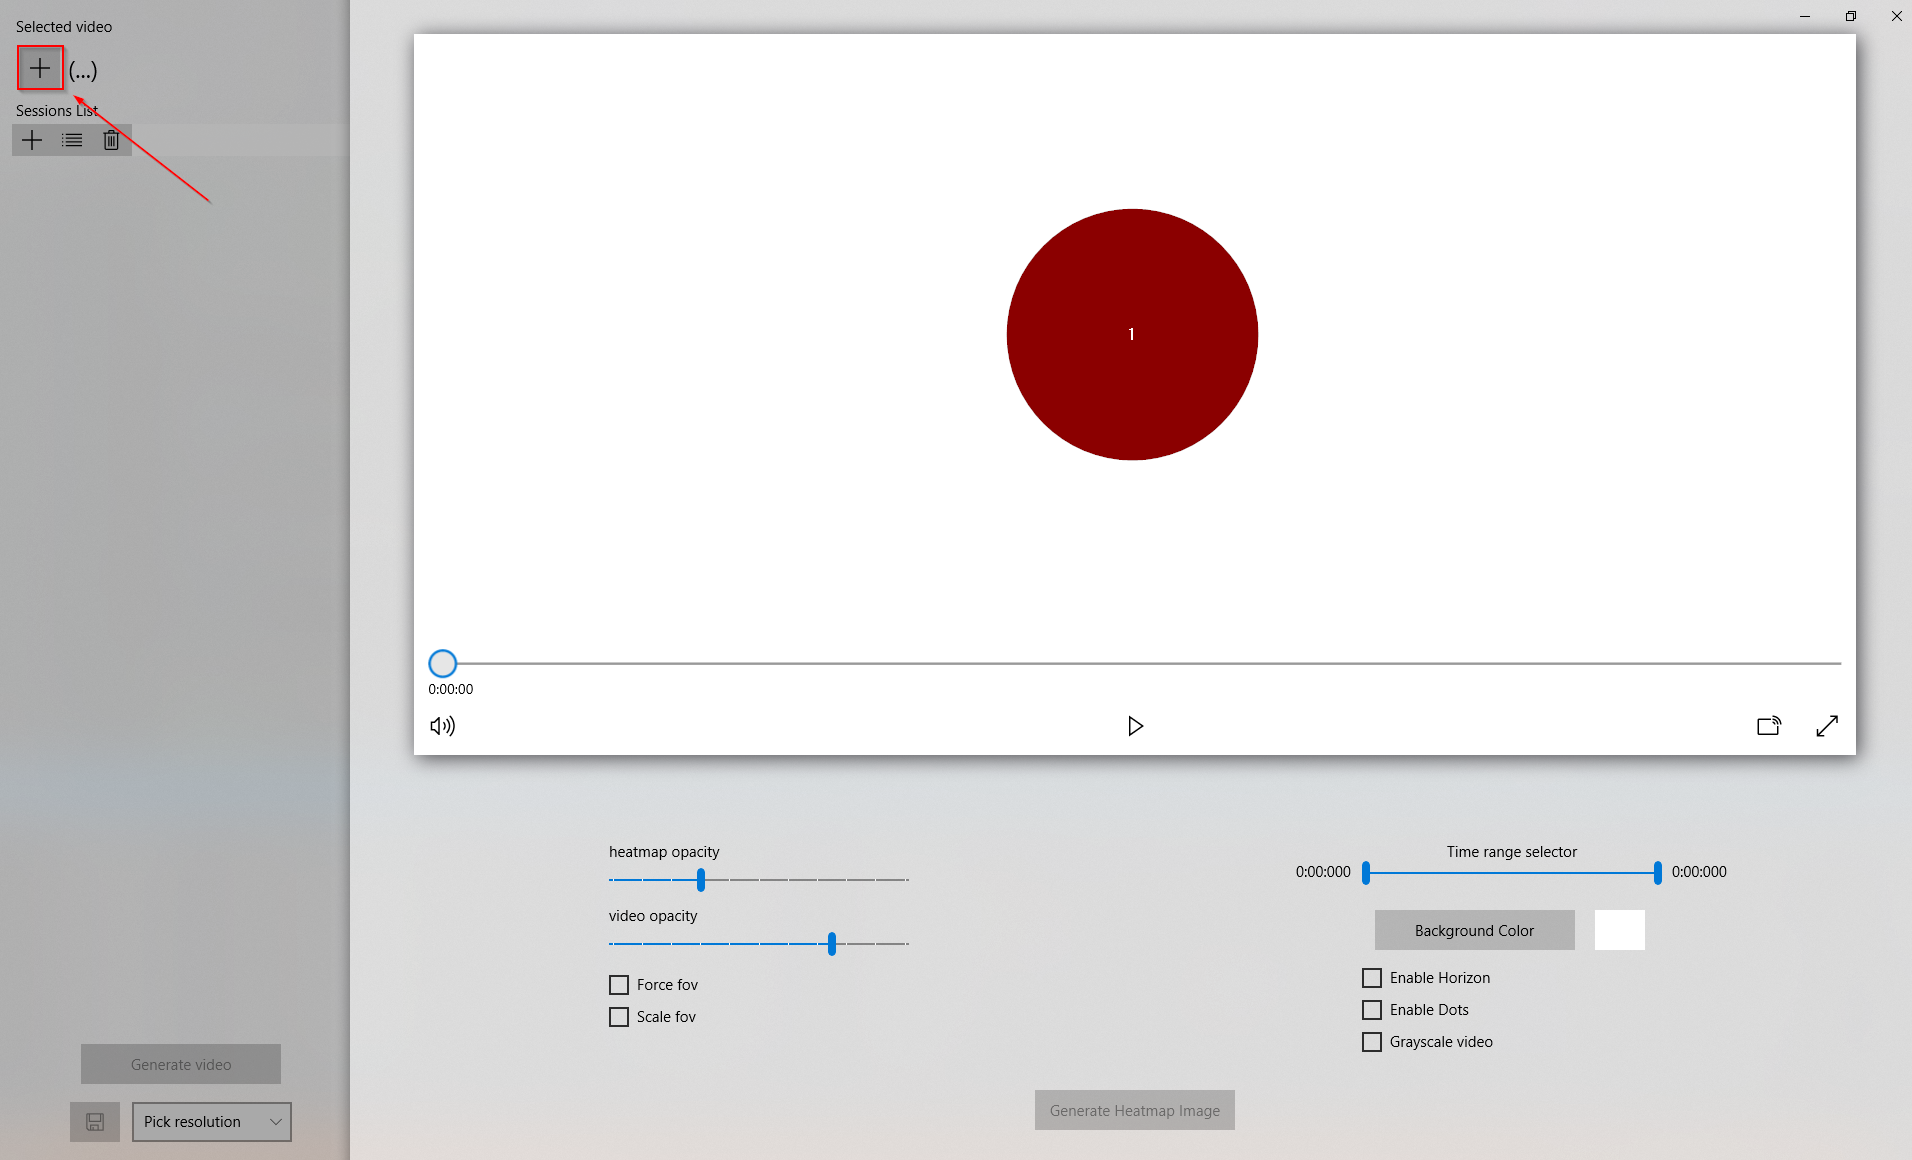 Selected video
(...)
Sessions List
1
0:00:00
heatmap opacity
video opacity
Force fov
Scale fov
Time range selector
0:00:000 0:00:000
Background Color
Enable Horizon
Enable Dots
Grayscale video
Generate video
Pick resolution
Generate Heatmap Image